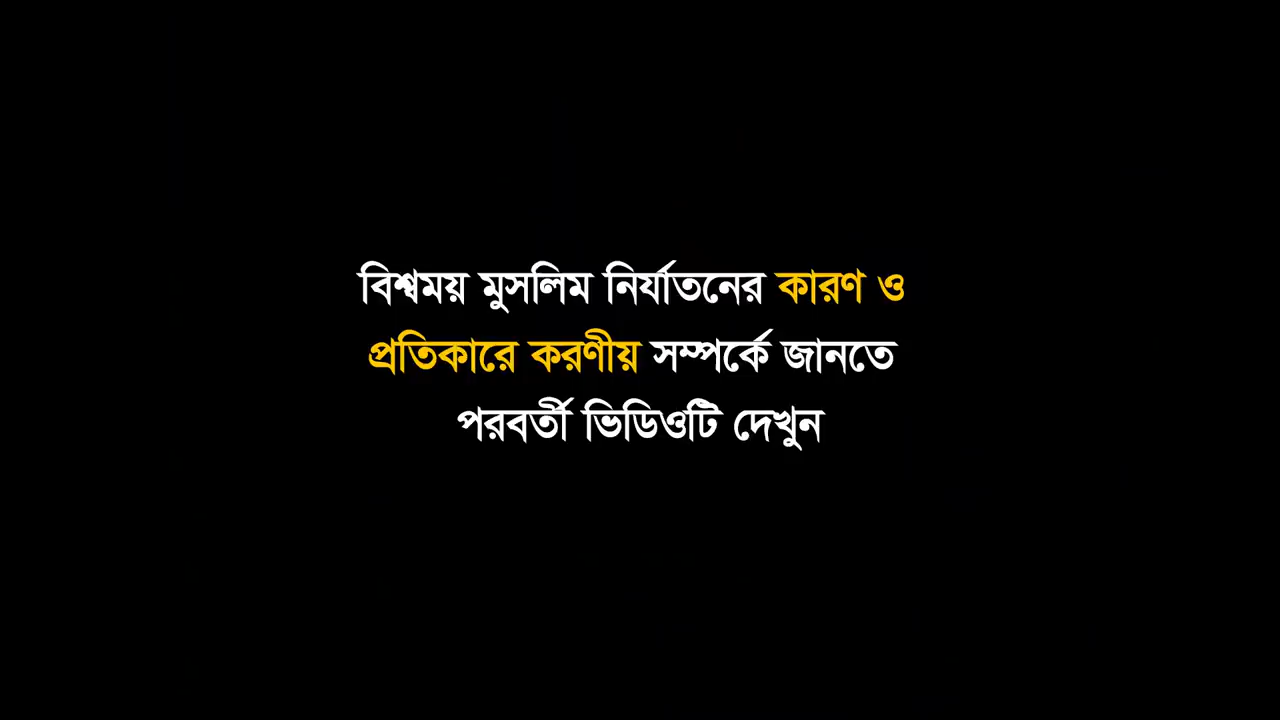 বিশ্বময় মুসলিম নির্যাতনের কারণ ও
প্রতিকারে করণীয় সম্পর্কে জানতে
পরবর্তী ভিডিওটি দেখুন